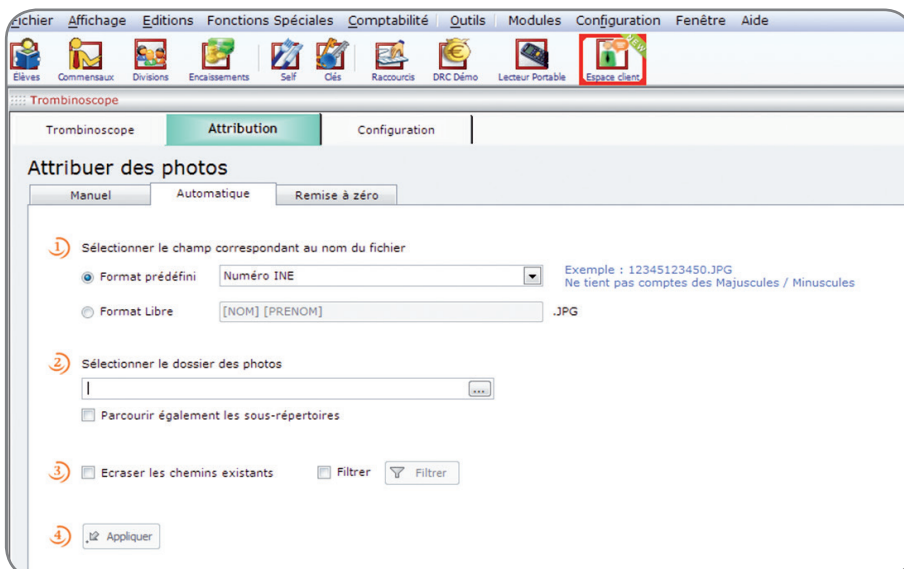 Fichier Affichage Editions Fonctions Spéciales Comptabilité Outils Modules Configuration Fenêtre Aide
Elèves Commensaux Divisions Encaissements Self Clés Raccourcis DRC Démo Lecteur Portable Espace client
NEW
Trombinoscope
Trombinoscope Attribution Configuration
Attribuer des photos
Manuel Automatique Remise à zéro
1 Sélectionner le champ correspondant au nom du fichier
Format prédéfini Numéro INE Exemple : 12345123450.JPG
Ne tient pas comptes des Majuscules / Minuscules
Format Libre [NOM] [PRENOM] .JPG
2 Sélectionner le dossier des photos
...
Parcourir également les sous-répertoires
3 Ecraser les chemins existants Filtrer Filtrer
4 Appliquer